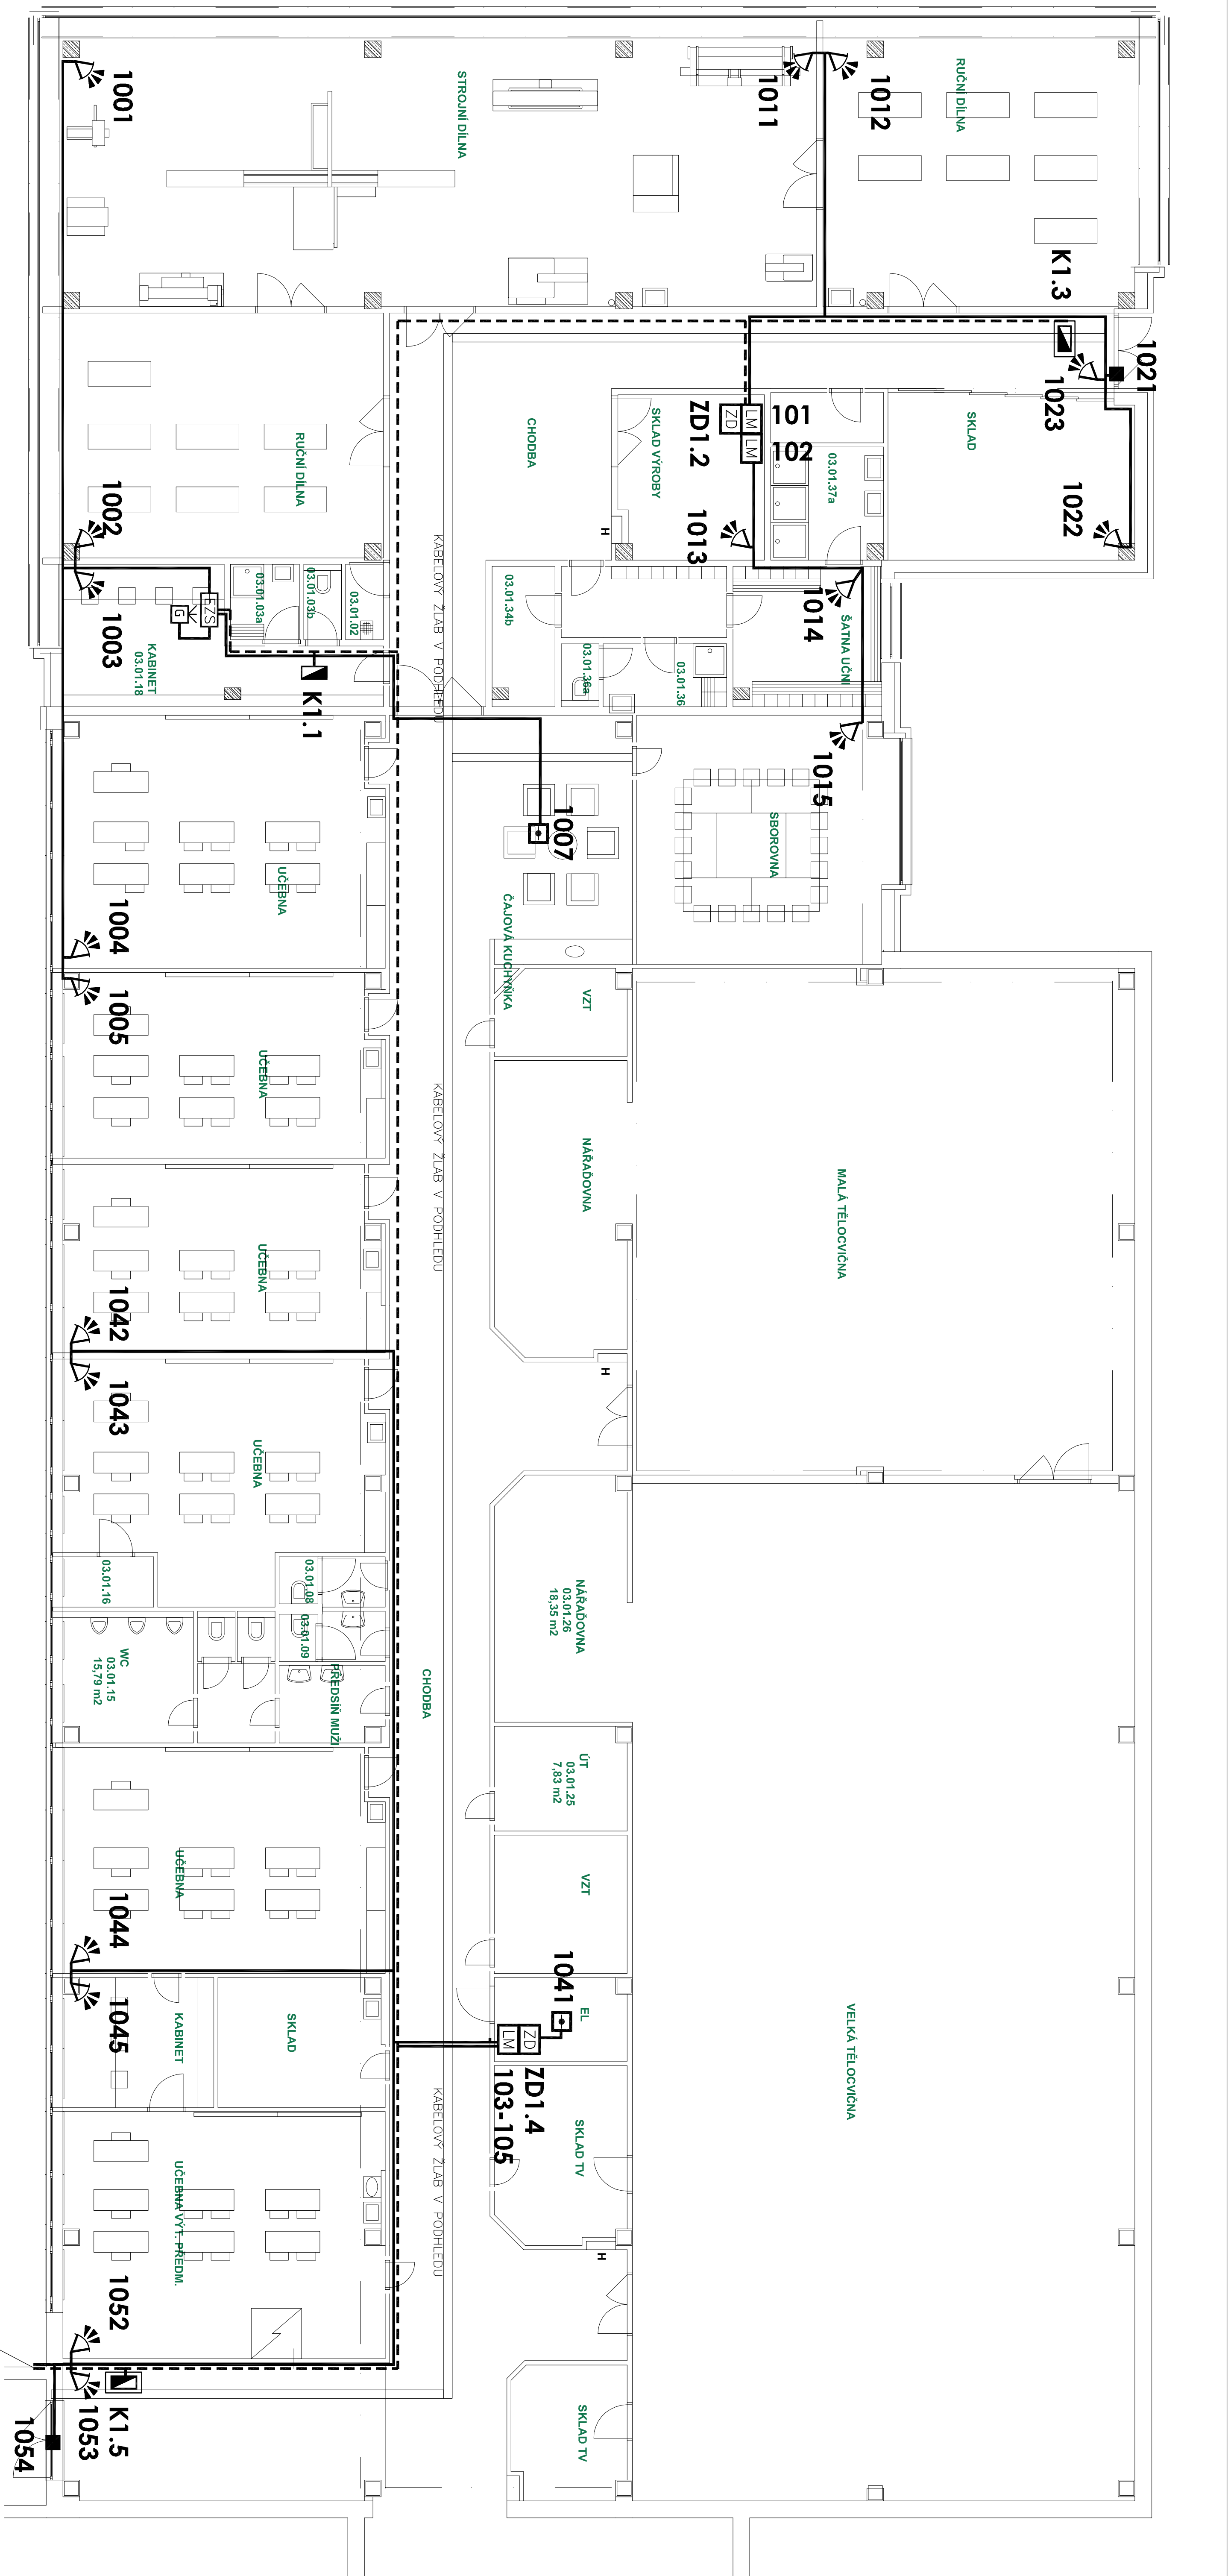 1001
STROJNÍ DÍLNA
1011
1012
RUČNÍ DÍLNA
K1.3
1021
1023
1022
SKLAD
101
102
LM
LM
ZD
ZD1.2
03.01.37a
SKLAD VÝROBY
1013
CHODBA
H
RUČNÍ DÍLNA
1002
1003
EZS
G
03.01.03a
03.01.03b
03.01.02
KABINET
03.01.18
K1.1
KABELOVÝ ŽLAB V PODHLEDU
03.01.34b
03.01.36a
03.01.36
1014
ŠATNA UČNI
1015
SBOROVNA
1007
ČAJOVÁ KUCHYŇKA
UČEBNA
1004
1005
UČEBNA
VZT
NÁŘAĎOVNA
MALÁ TĚLOCVIČNA
KABELOVÝ ŽLAB V PODHLEDU
UČEBNA
1042
1043
H
UČEBNA
03.01.16
03.01.08
03.01.09
WC
03.01.15
15,79 m2
PŘEDSÍŇ MUŽI
CHODBA
NÁŘAĎOVNA
03.01.26
18,35 m2
ÚT
03.01.25
7,83 m2
VZT
UČEBNA
1044
1045
KABINET
SKLAD
1041
EL
ZD
LM
ZD1.4
103-105
VELKÁ TĚLOCVIČNA
SKLAD TV
KABELOVÝ ŽLAB V PODHLEDU
UČEBNA VÝT. PŘEDM.
H
1052
1053
K1.5
1054
SKLAD TV